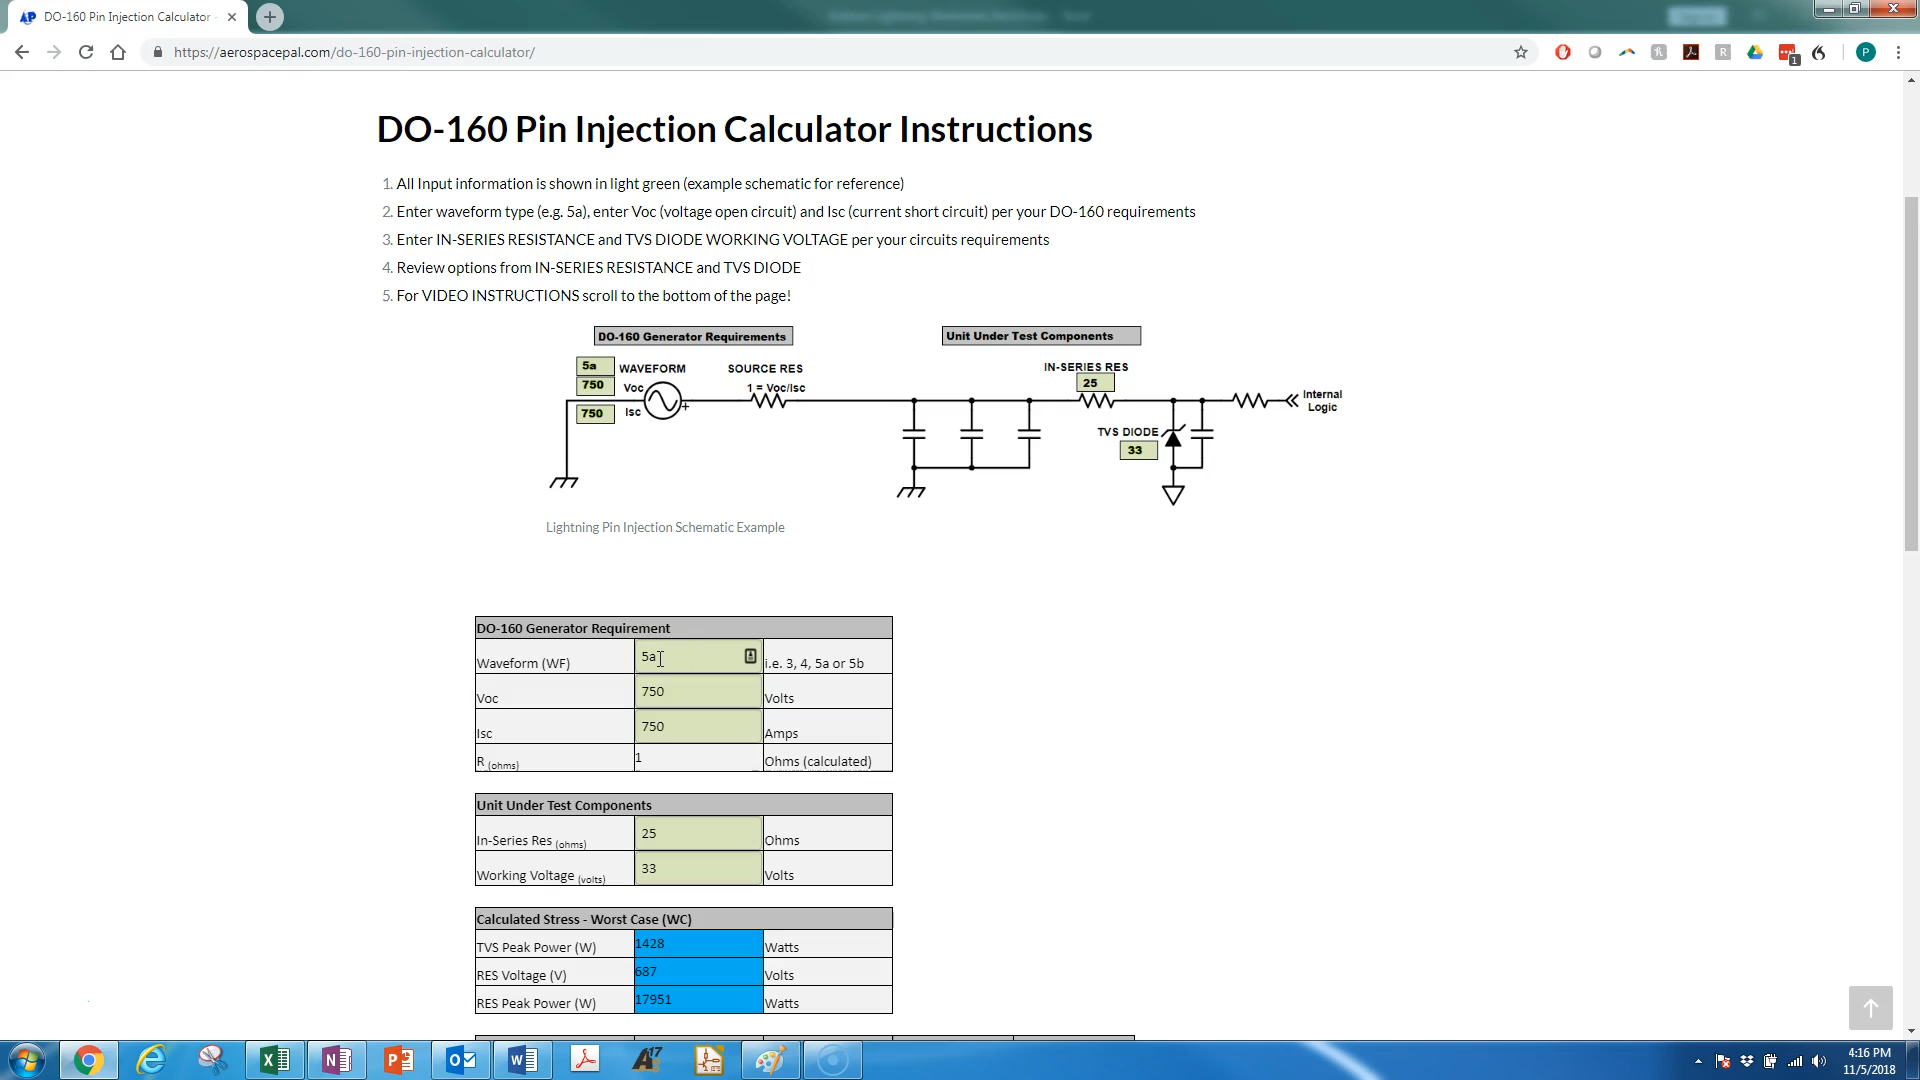 DO-160 Pin Injection Calculator -
https://aerospacepal.com/do-160-pin-injection-calculator/
P
1
DO-160 Pin Injection Calculator Instructions
1. All Input information is shown in light green (example schematic for reference)
2. Enter waveform type (e.g. 5a), enter Voc (voltage open circuit) and Isc (current short circuit) per your DO-160 requirements
3. Enter IN-SERIES RESISTANCE and TVS DIODE WORKING VOLTAGE per your circuits requirements
4. Review options from IN-SERIES RESISTANCE and TVS DIODE
5. For VIDEO INSTRUCTIONS scroll to the bottom of the page!
DO-160 Generator Requirements
Unit Under Test Components
5a WAVEFORM
SOURCE RES
IN-SERIES RES
750 Voc
1 = Voc/Isc
25
750 Isc
Internal
Logic
TVS DIODE
33
Lightning Pin Injection Schematic Example
DO-160 Generator Requirement
Waveform (WF) 5a i.e. 3, 4, 5a or 5b
Voc 750 Volts
Isc 750 Amps
R (ohms) 1 Ohms (calculated)
Unit Under Test Components
In-Series Res (ohms) 25 Ohms
Working Voltage (volts) 33 Volts
Calculated Stress - Worst Case (WC)
TVS Peak Power (W) 1428 Watts
RES Voltage (V) 687 Volts
RES Peak Power (W) 17951 Watts
4:16 PM
11/5/2018